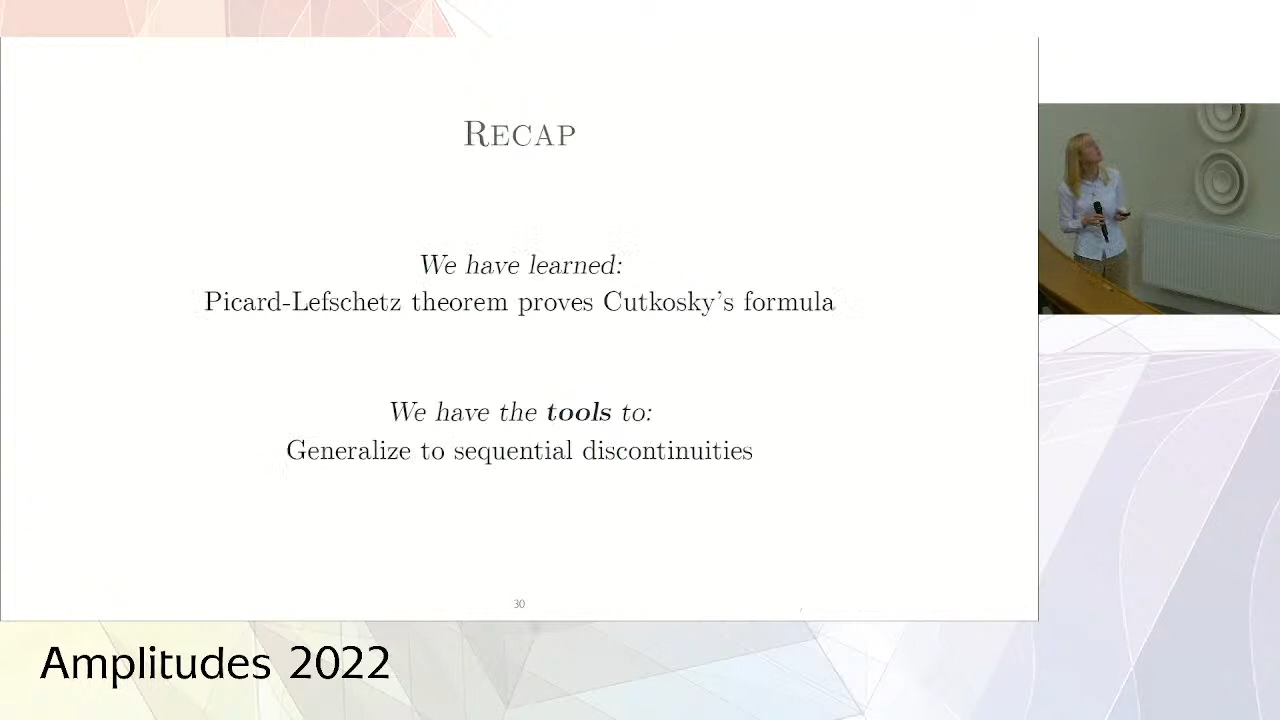 RECAP
We have learned:
Picard-Lefschetz theorem proves Cutkosky's formula
We have the tools to:
Generalize to sequential discontinuities
30
Amplitudes 2022